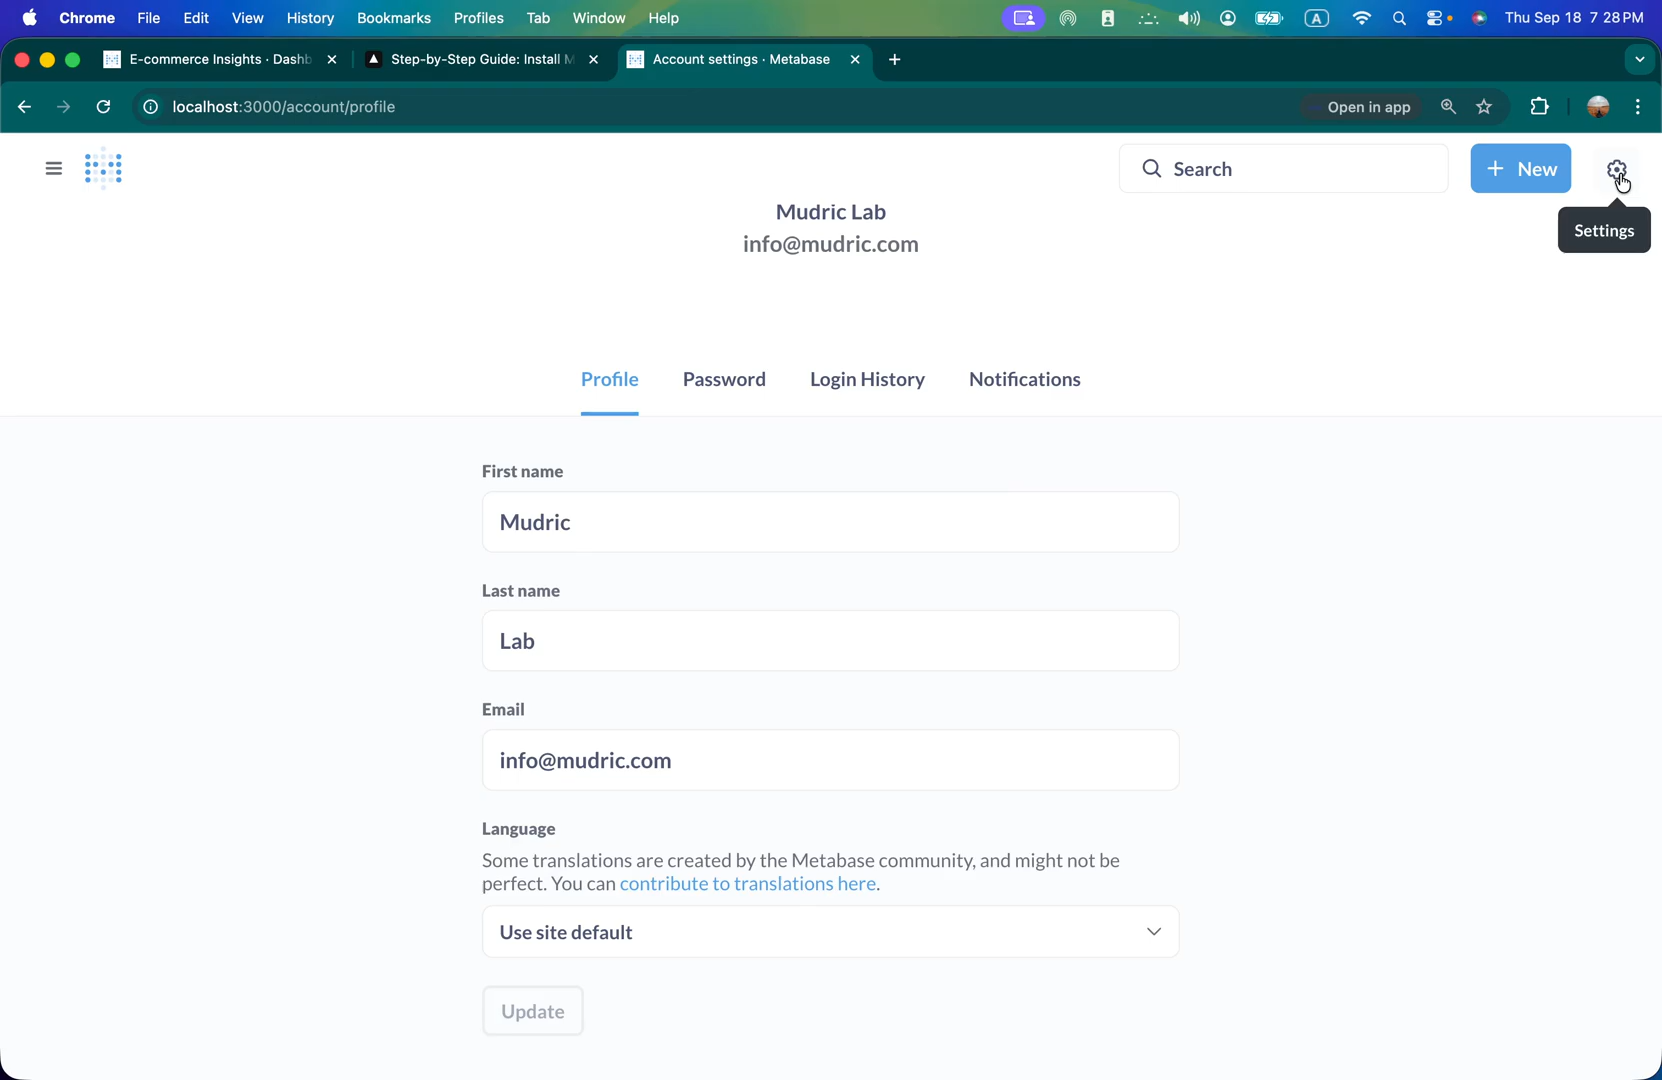 Chrome File Edit View History Bookmarks Profiles Tab Window Help A Thu Sep 18 7 28 PM
E-commerce Insights · Dashb Step-by-Step Guide: Install M Account settings · Metabase
localhost:3000/account/profile Open in app
Search + New
Settings
Mudric Lab
info@mudric.com
Profile Password Login History Notifications
First name
Mudric
Last name
Lab
Email
info@mudric.com
Language
Some translations are created by the Metabase community, and might not be
perfect. You can contribute to translations here.
Use site default
Update